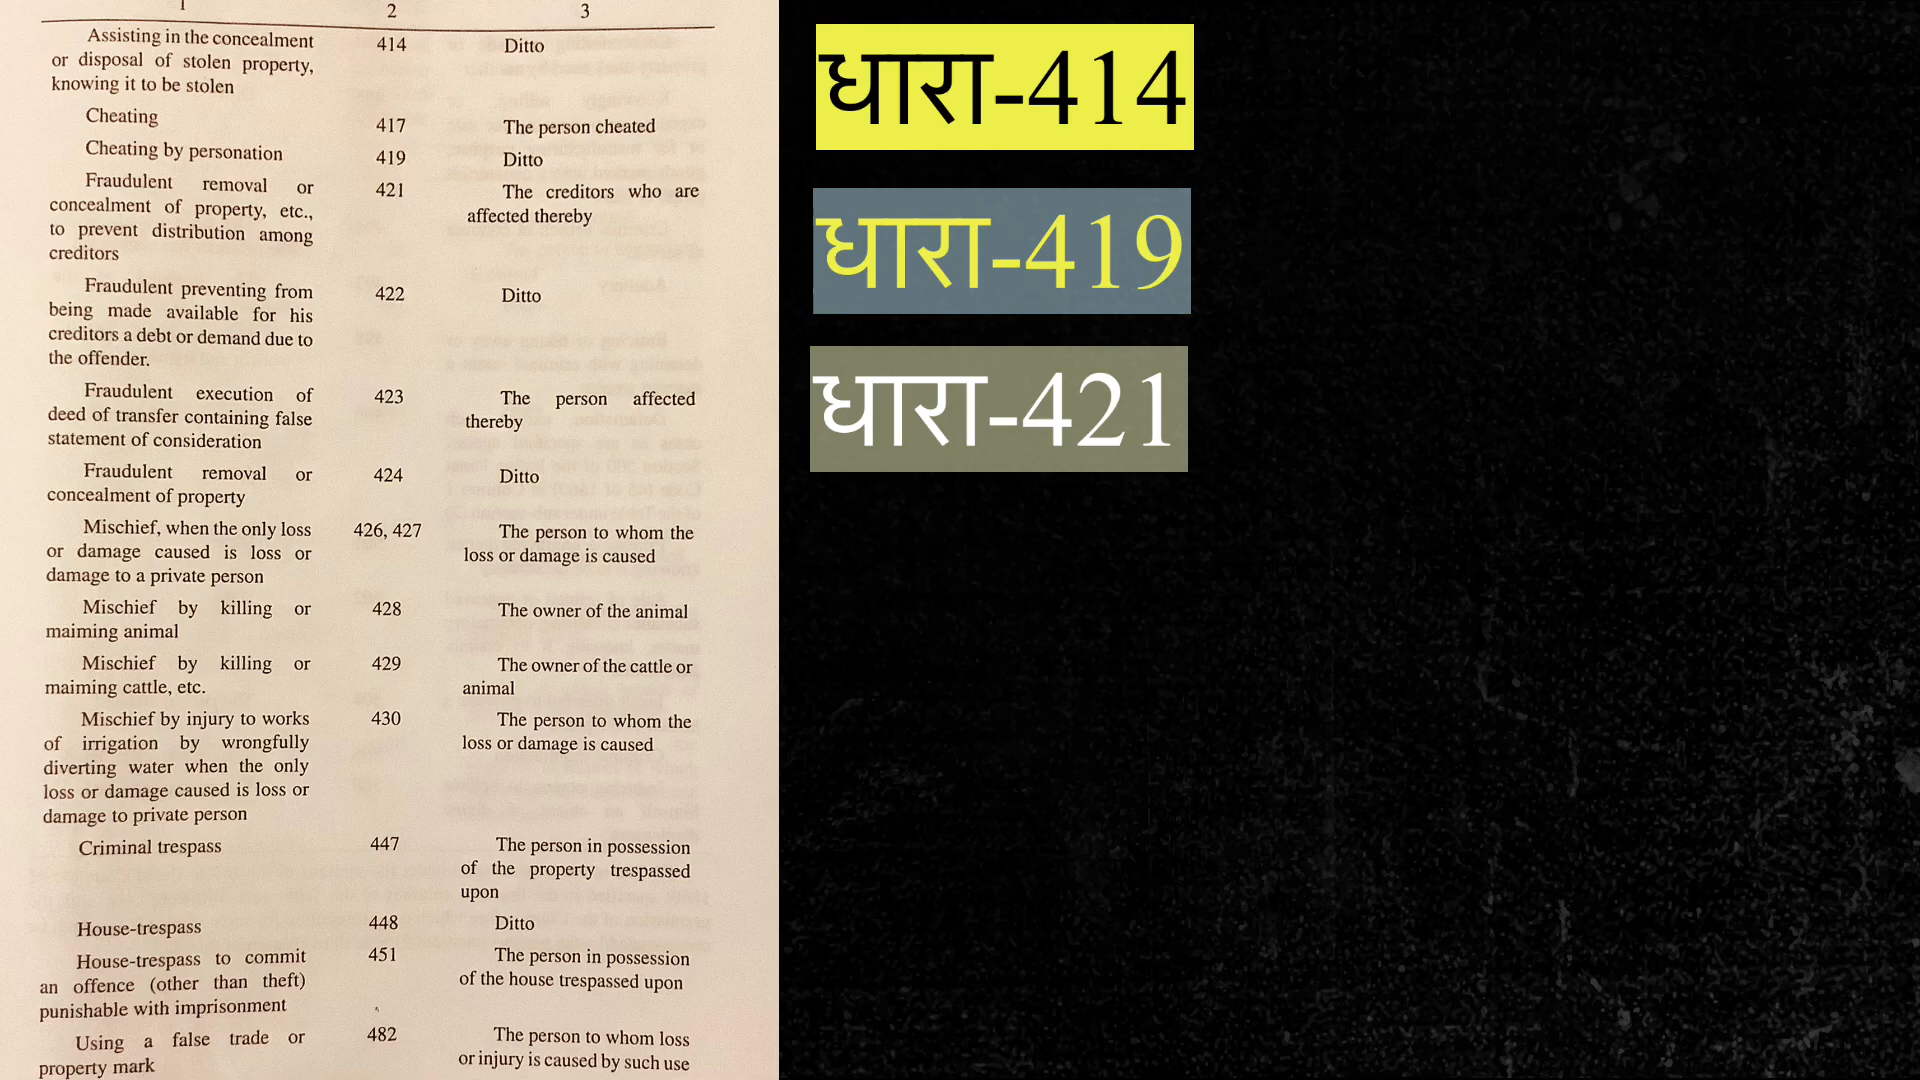 1 2 3
Assisting in the concealment 414 Ditto
or disposal of stolen property,
knowing it to be stolen
Cheating 417 The person cheated
Cheating by personation 419 Ditto
Fraudulent removal or 421 The creditors who are
concealment of property, etc., affected thereby
to prevent distribution among
creditors
Fraudulent preventing from 422 Ditto
being made available for his
creditors a debt or demand due to
the offender.
Fraudulent execution of 423 The person affected
deed of transfer containing false thereby
statement of consideration
Fraudulent removal or 424 Ditto
concealment of property
Mischief, when the only loss 426, 427 The person to whom the
or damage caused is loss or loss or damage is caused
damage to a private person
Mischief by killing or 428 The owner of the animal
maiming animal
Mischief by killing or 429 The owner of the cattle or
maiming cattle, etc. animal
Mischief by injury to works 430 The person to whom the
of irrigation by wrongfully loss or damage is caused
diverting water when the only
loss or damage caused is loss or
damage to private person
Criminal trespass 447 The person in possession
of the property trespassed
upon
House-trespass 448 Ditto
House-trespass to commit 451 The person in possession
an offence (other than theft) of the house trespassed upon
punishable with imprisonment
Using a false trade or 482 The person to whom loss
property mark or injury is caused by such use
धारा-414
धारा-419
धारा-421